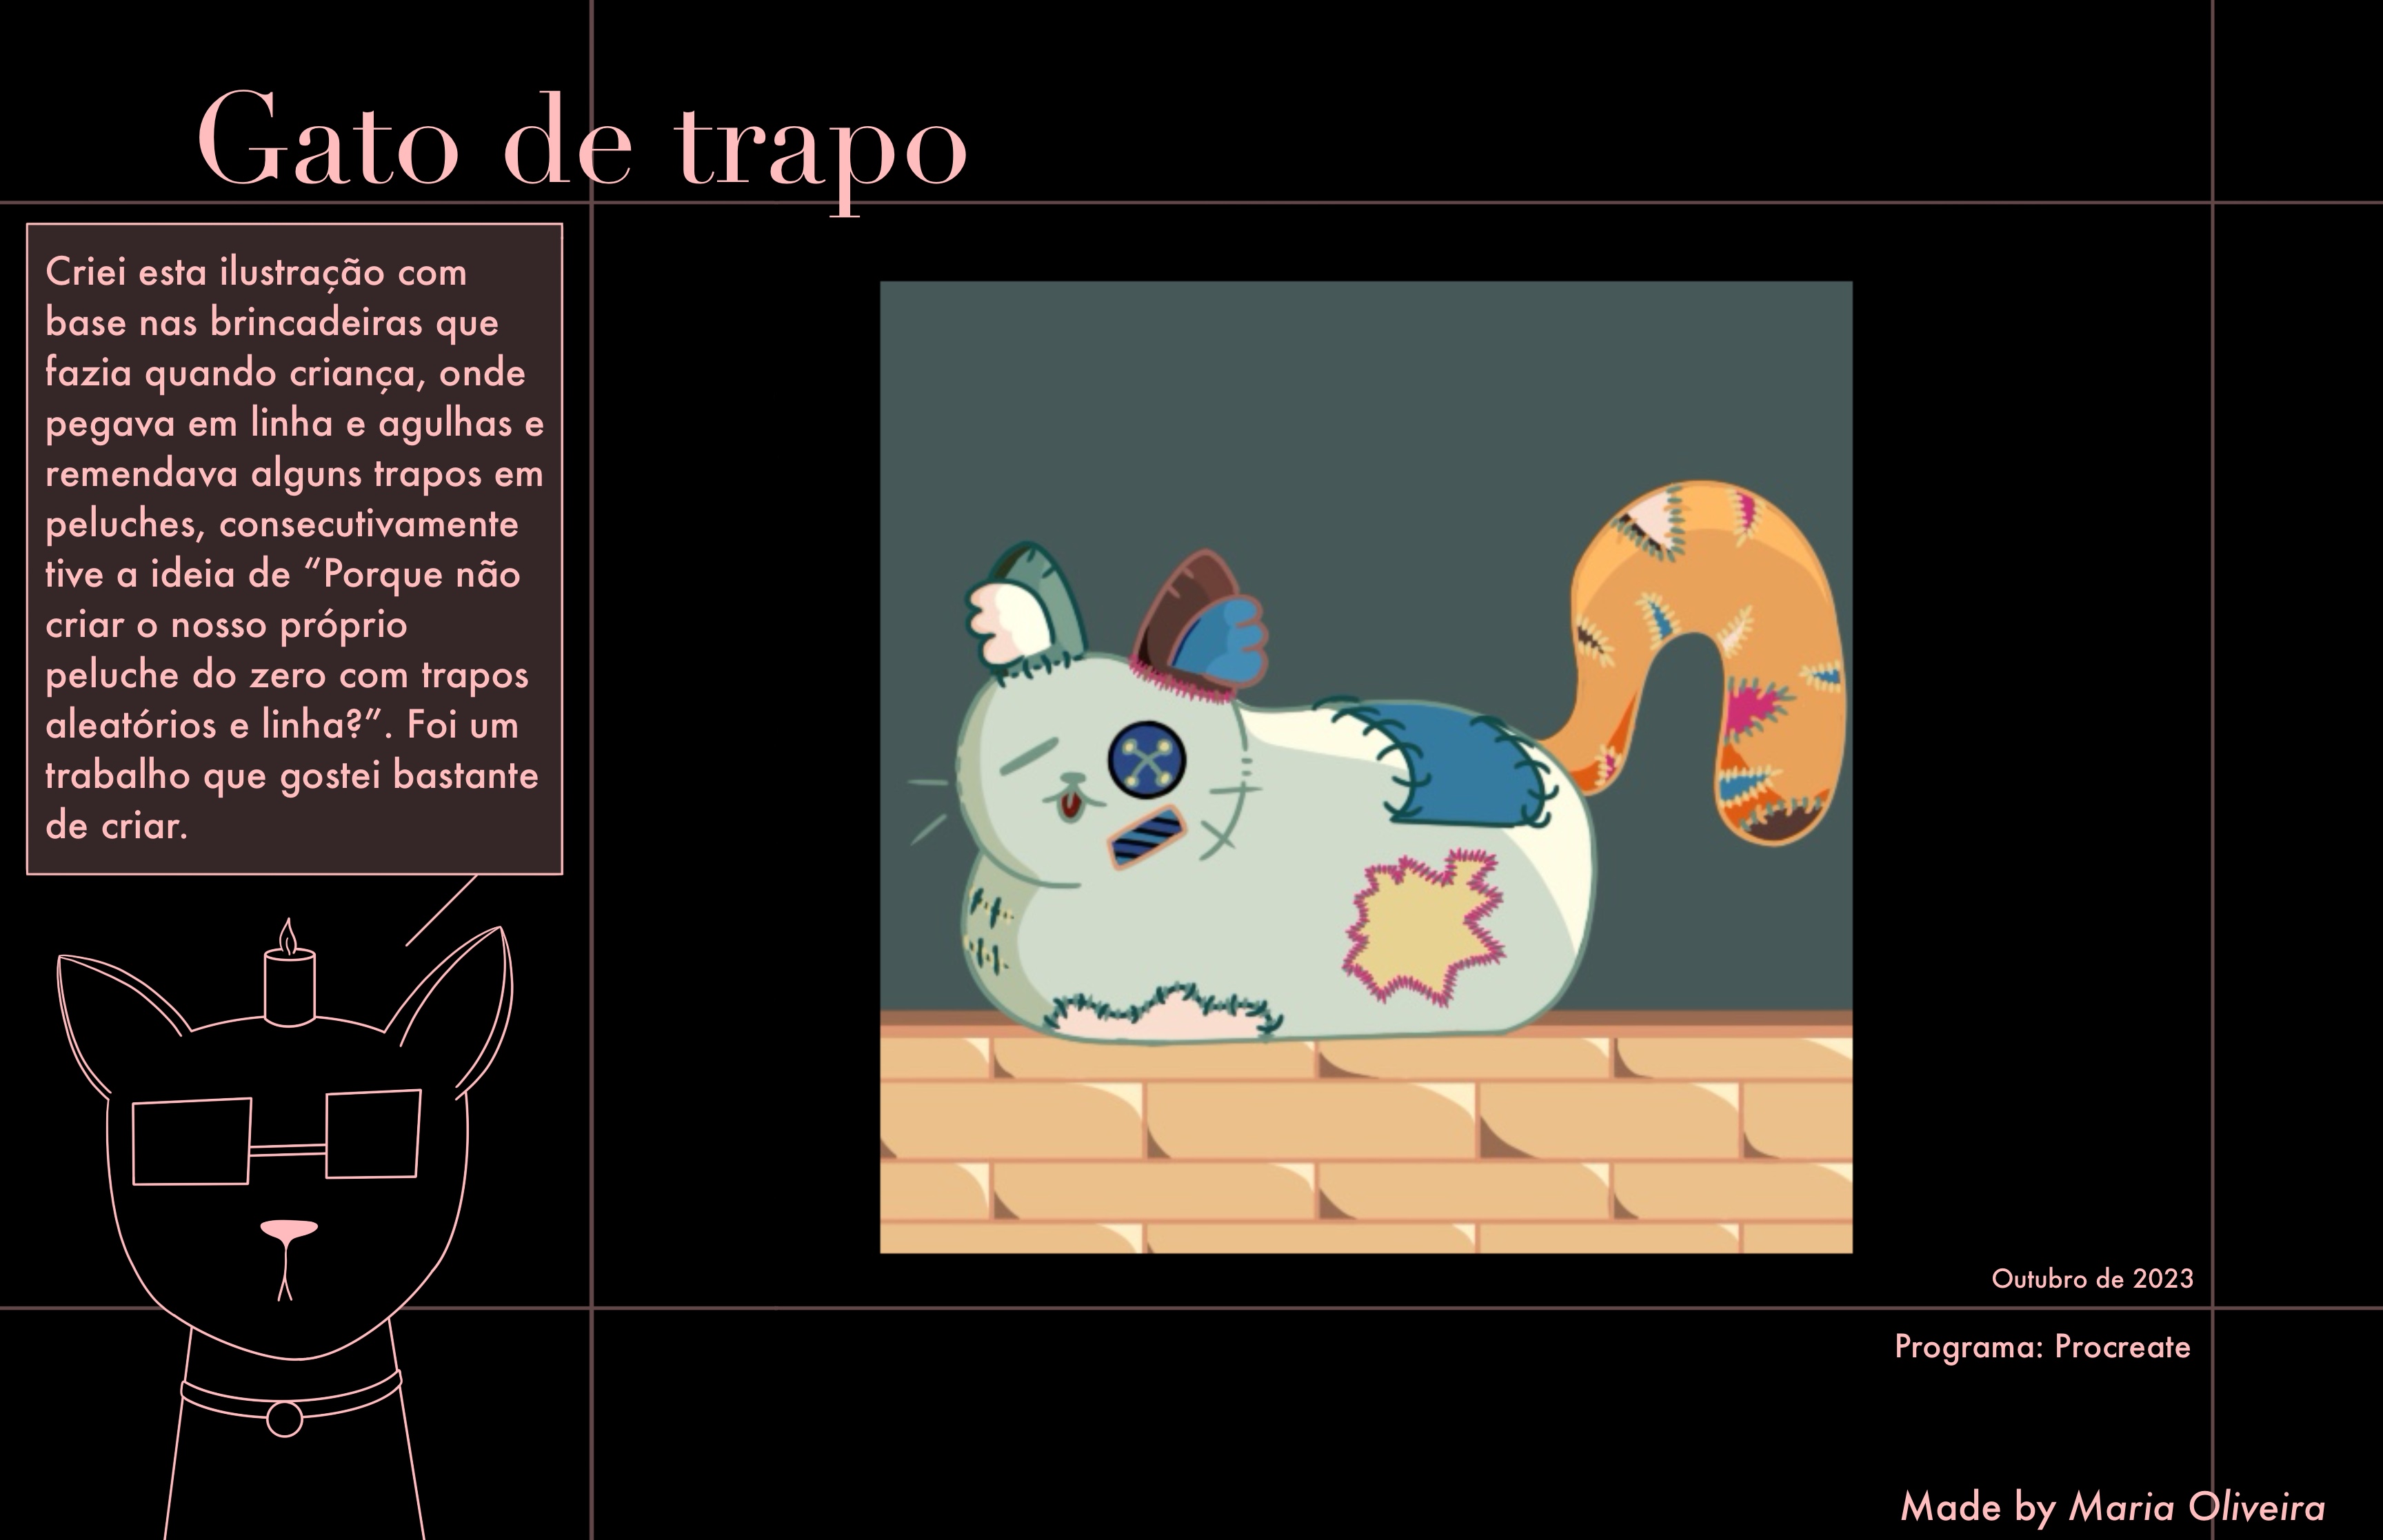 Gato de trapo
Criei esta ilustração com
base nas brincadeiras que
fazia quando criança, onde
pegava em linha e agulhas e
remendava alguns trapos em
peluches, consecutivamente
tive a ideia de “Porque não
criar o nosso próprio
peluche do zero com trapos
aleatórios e linha?”. Foi um
trabalho que gostei bastante
de criar.
Outubro de 2023
Programa: Procreate
Made by Maria Oliveira